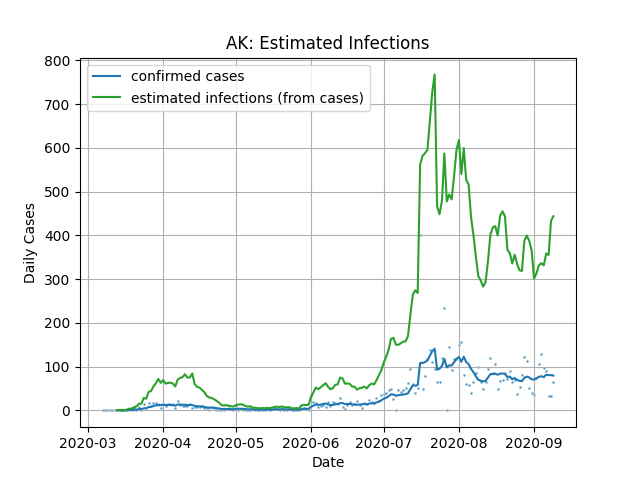 AK: Estimated Infections
confirmed cases
estimated infections (from cases)
800
700
600
500
400
300
200
100
0
Daily Cases
2020-03 2020-04 2020-05 2020-06 2020-07 2020-08 2020-09
Date